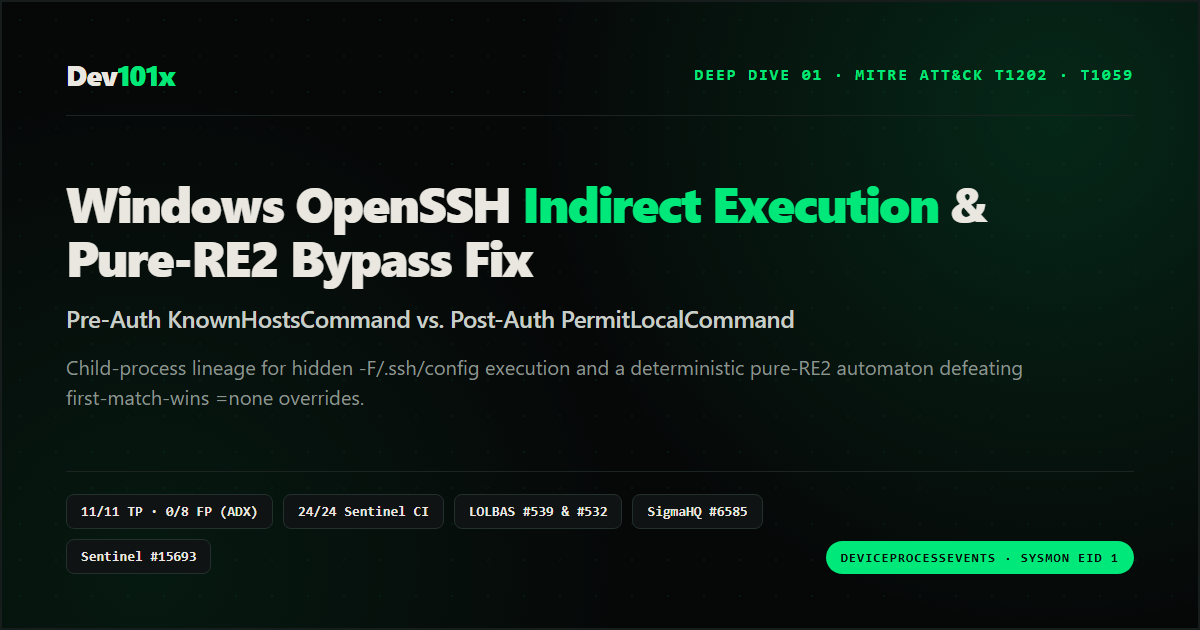 Dev101x
DEEP DIVE 01 · MITRE ATT&CK T1202 · T1059
Windows OpenSSH Indirect Execution &
Pure-RE2 Bypass Fix
Pre-Auth KnownHostsCommand vs. Post-Auth PermitLocalCommand
Child-process lineage for hidden -F/.ssh/config execution and a deterministic pure-RE2 automaton defeating
first-match-wins =none overrides.
11/11 TP · 0/8 FP (ADX)
24/24 Sentinel CI
LOLBAS #539 & #532
SigmaHQ #6585
Sentinel #15693
DEVICEPROCESSEVENTS · SYSMON EID 1